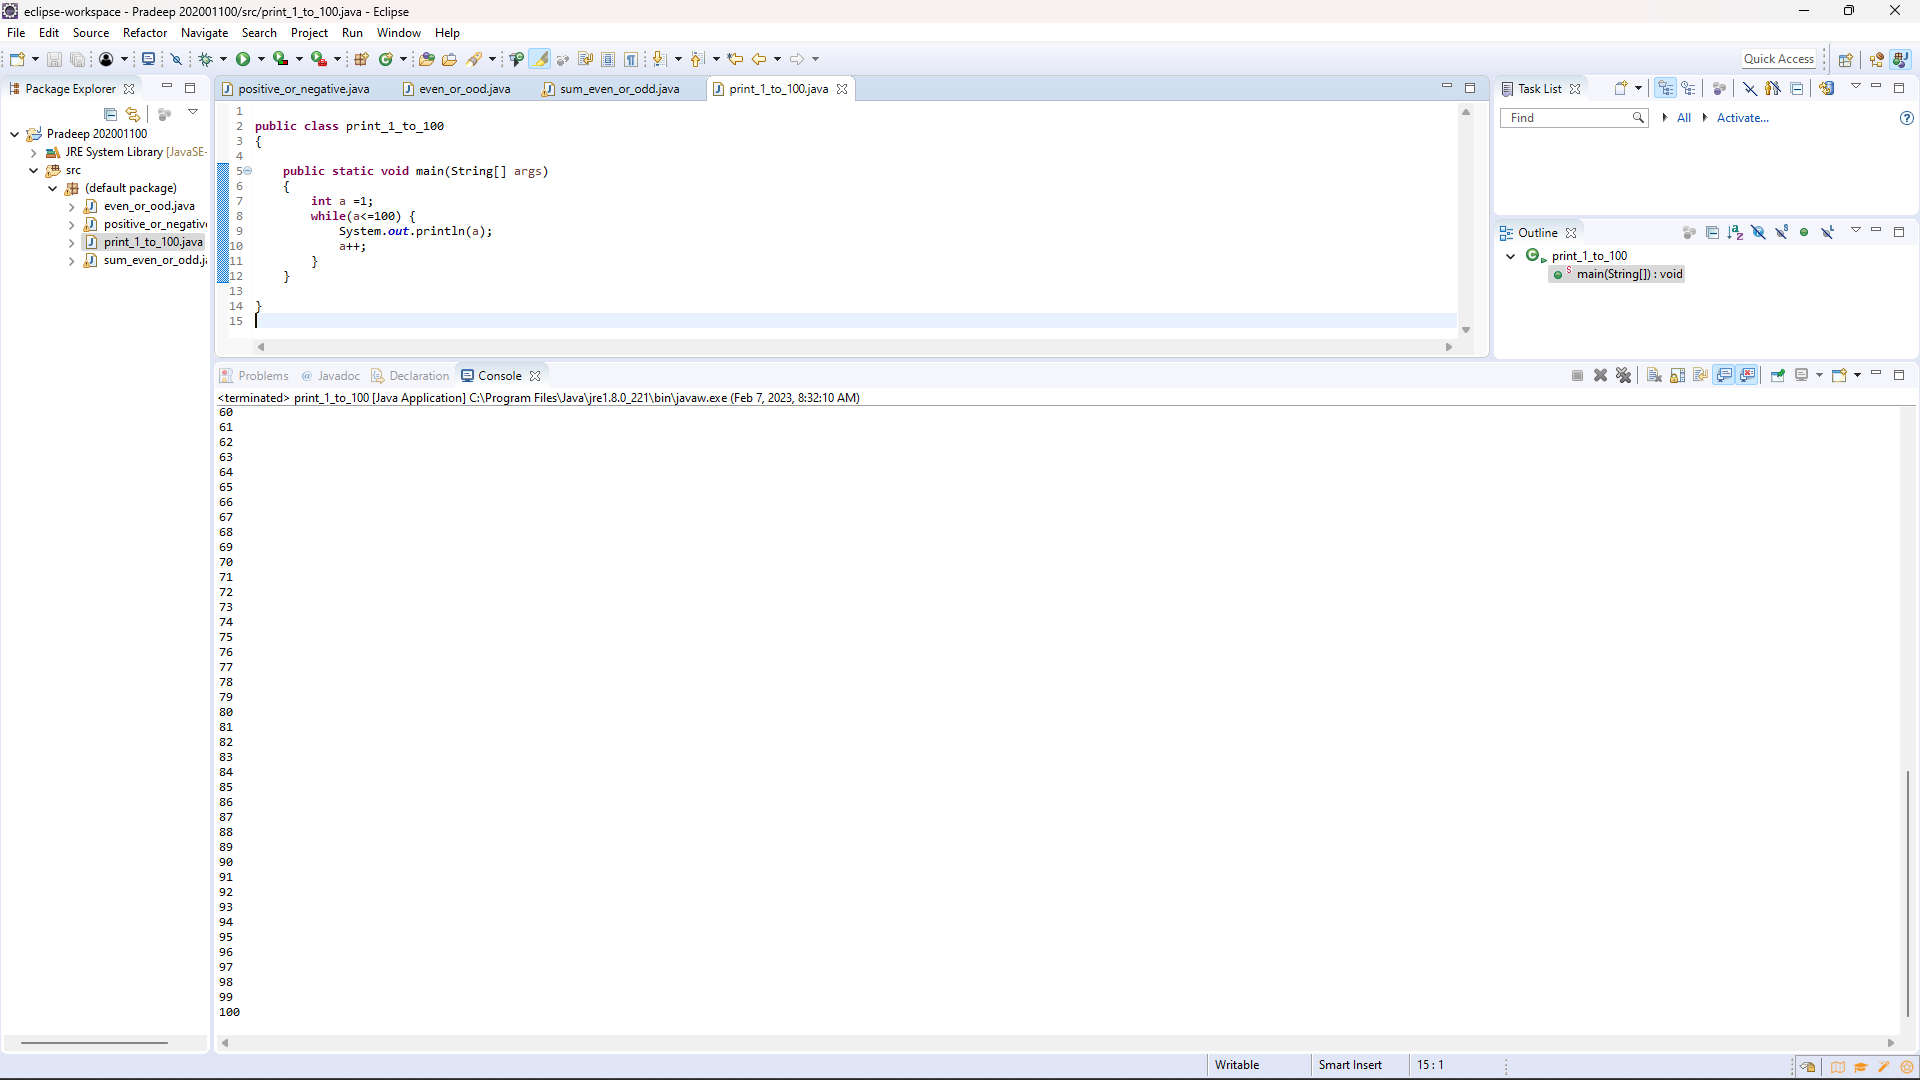 eclipse-workspace - Pradeep 202001100/src/print_1_to_100.java - Eclipse
File Edit Source Refactor Navigate Search Project Run Window Help
Quick Access
Package Explorer
Pradeep 202001100
JRE System Library [JavaSE-
src
(default package)
even_or_ood.java
positive_or_negativ
print_1_to_100.java
sum_even_or_odd.j
positive_or_negative.java even_or_ood.java sum_even_or_odd.java print_1_to_100.java
1
2 public class print_1_to_100
3 {
4
5 public static void main(String[] args)
6 {
7 int a =1;
8 while(a<=100) {
9 System.out.println(a);
10 a++;
11 }
12 }
13
14 }
15
Task List
Find All Activate...
Outline
print_1_to_100
main(String[]) : void
Problems Javadoc Declaration Console
<terminated> print_1_to_100 [Java Application] C:\Program Files\Java\jre1.8.0_221\bin\javaw.exe (Feb 7, 2023, 8:32:10 AM)
60
61
62
63
64
65
66
67
68
69
70
71
72
73
74
75
76
77
78
79
80
81
82
83
84
85
86
87
88
89
90
91
92
93
94
95
96
97
98
99
100
Writable Smart Insert 15 : 1